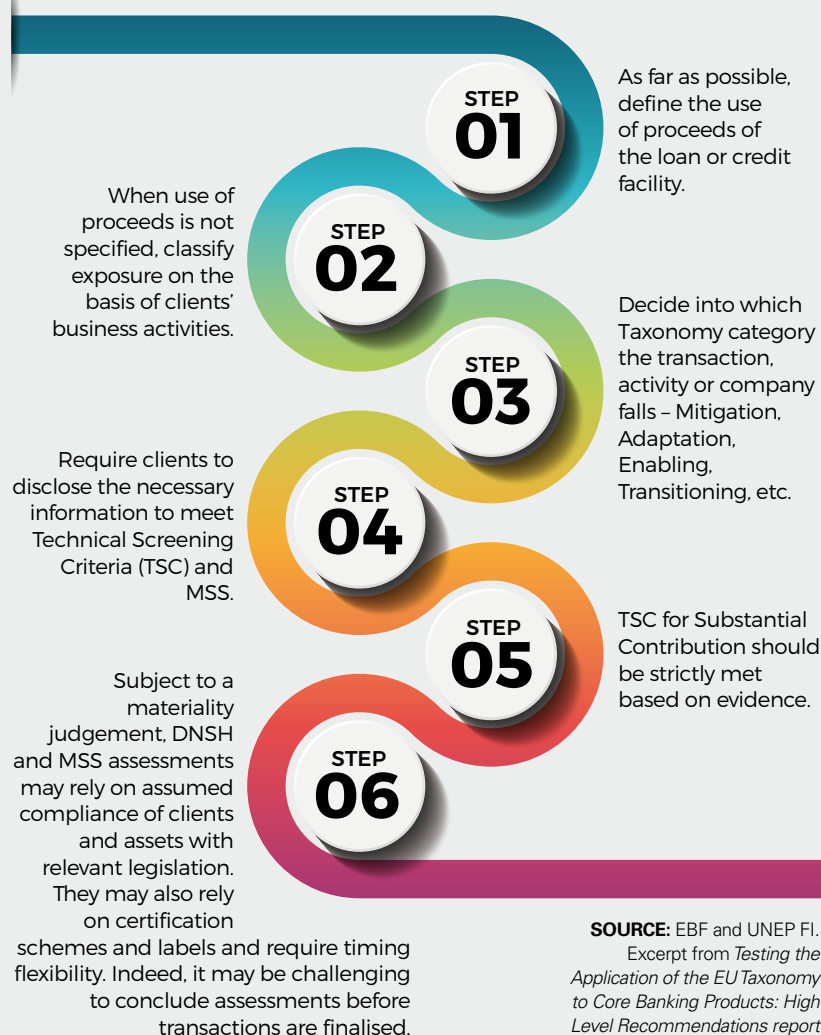 STEP
01
As far as possible,
define the use
of proceeds of
the loan or credit
facility.
When use of
proceeds is not
specified, classify
exposure on the
basis of clients’
business activities.
STEP
02
STEP
03
Decide into which
Taxonomy category
the transaction,
activity or company
falls – Mitigation,
Adaptation,
Enabling,
Transitioning, etc.
Require clients to
disclose the necessary
information to meet
Technical Screening
Criteria (TSC) and
MSS.
STEP
04
STEP
05
TSC for Substantial
Contribution should
be strictly met
based on evidence.
Subject to a
materiality
judgement, DNSH
and MSS assessments
may rely on assumed
compliance of clients
and assets with
relevant legislation.
They may also rely
on certification
schemes and labels and require timing
flexibility. Indeed, it may be challenging
to conclude assessments before
transactions are finalised.
STEP
06
SOURCE: EBF and UNEP FI.
Excerpt from Testing the
Application of the EU Taxonomy
to Core Banking Products: High
Level Recommendations report